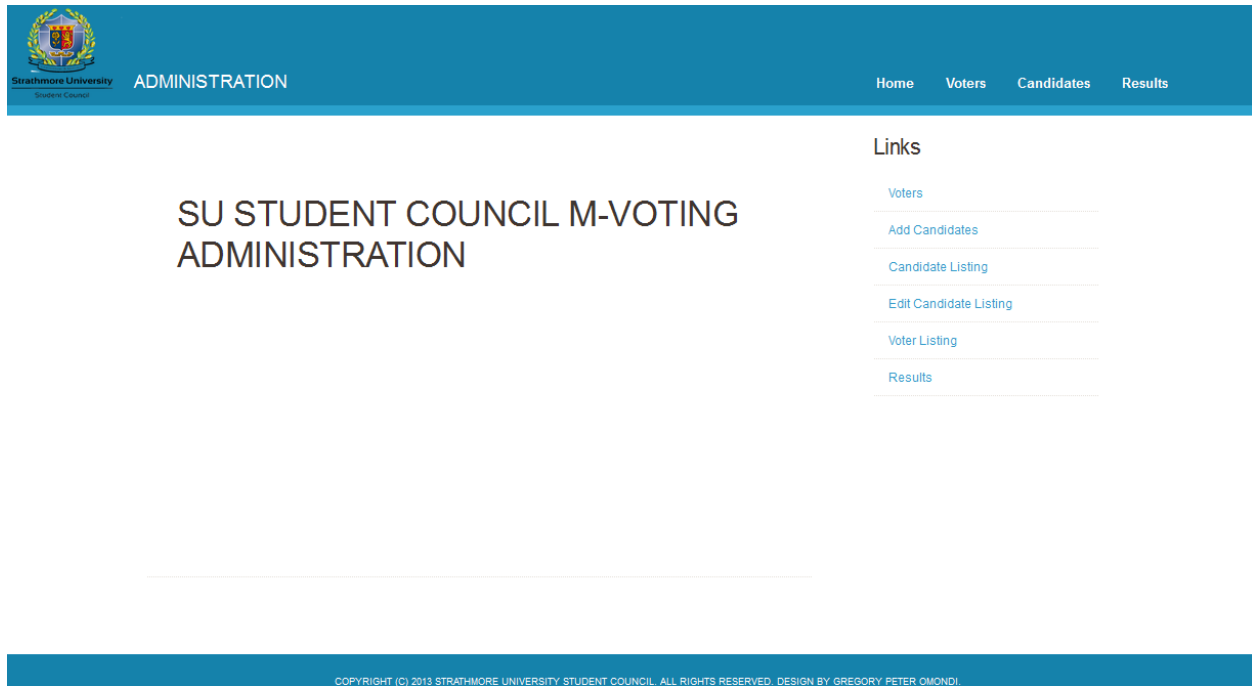 Strathmore University
Student Council
ADMINISTRATION
Home Voters Candidates Results
SU STUDENT COUNCIL M-VOTING
ADMINISTRATION
Links
Voters
Add Candidates
Candidate Listing
Edit Candidate Listing
Voter Listing
Results
COPYRIGHT (C) 2013 STRATHMORE UNIVERSITY STUDENT COUNCIL. ALL RIGHTS RESERVED. DESIGN BY GREGORY PETER OMONDI.